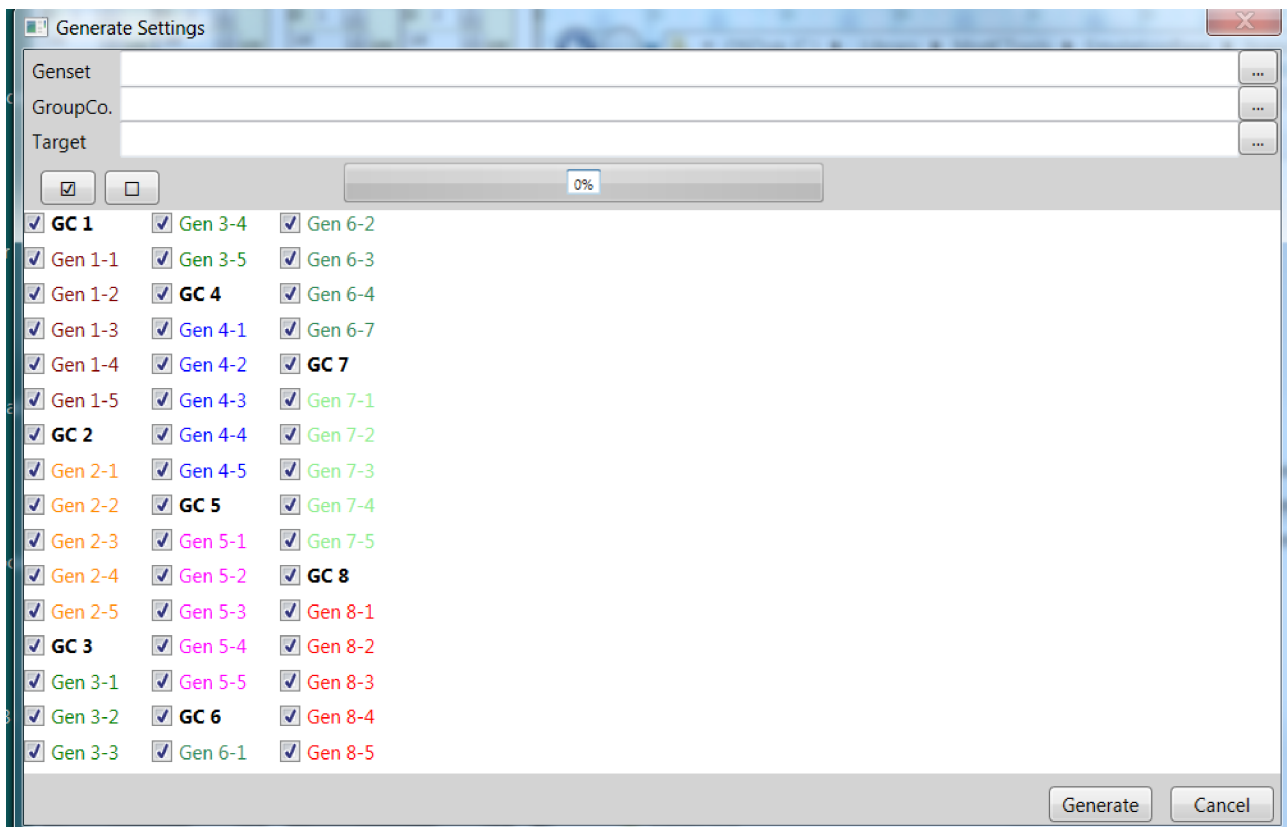 Generate Settings
Genset ...
GroupCo. ...
Target ...
0%
GC 1 Gen 3-4 Gen 6-2
Gen 1-1 Gen 3-5 Gen 6-3
Gen 1-2 GC 4 Gen 6-4
Gen 1-3 Gen 4-1 Gen 6-7
Gen 1-4 Gen 4-2 GC 7
Gen 1-5 Gen 4-3 Gen 7-1
GC 2 Gen 4-4 Gen 7-2
Gen 2-1 Gen 4-5 Gen 7-3
Gen 2-2 GC 5 Gen 7-4
Gen 2-3 Gen 5-1 Gen 7-5
Gen 2-4 Gen 5-2 GC 8
Gen 2-5 Gen 5-3 Gen 8-1
GC 3 Gen 5-4 Gen 8-2
Gen 3-1 Gen 5-5 Gen 8-3
Gen 3-2 GC 6 Gen 8-4
Gen 3-3 Gen 6-1 Gen 8-5
Generate Cancel